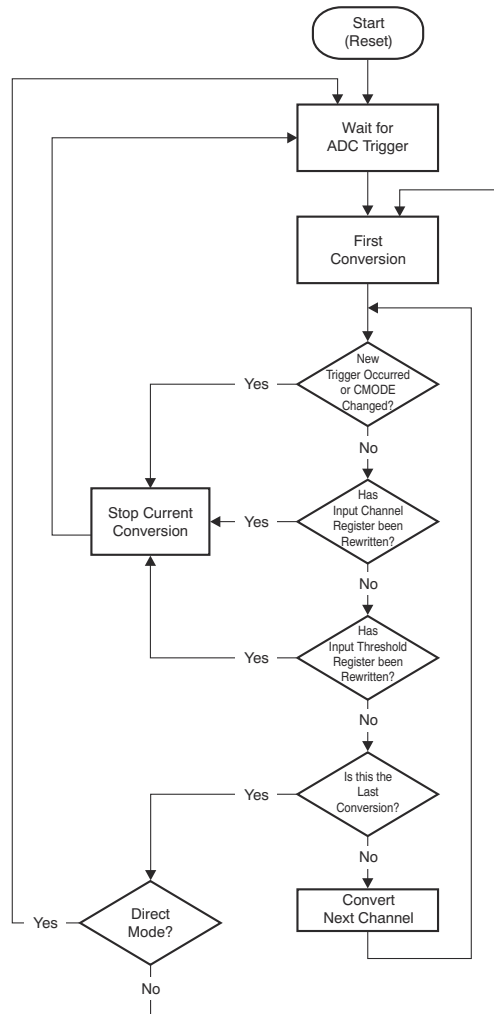 Start
(Reset)
Wait for
ADC Trigger
First
Conversion
New
Trigger Occurred
or CMODE
Changed?
Yes
No
Stop Current
Conversion
Yes
Has
Input Channel
Register been
Rewritten?
No
Yes
Has
Input Threshold
Register been
Rewritten?
No
Yes
Is this the
Last
Conversion?
No
Yes
Direct
Mode?
Convert
Next Channel
No